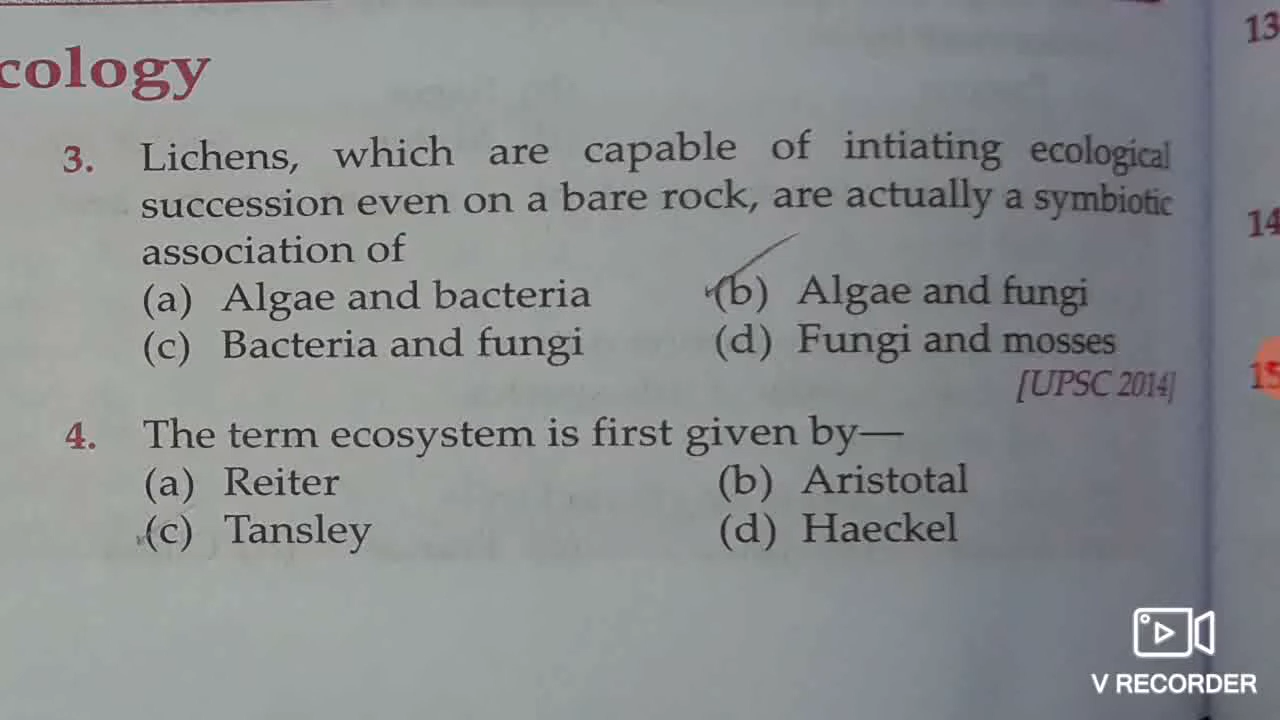 cology
3. Lichens, which are capable of intiating ecological
succession even on a bare rock, are actually a symbiotic
association of
(a) Algae and bacteria (b) Algae and fungi
(c) Bacteria and fungi (d) Fungi and mosses
[UPSC 2014]
4. The term ecosystem is first given by—
(a) Reiter (b) Aristotal
(c) Tansley (d) Haeckel
13
14
15
V RECORDER